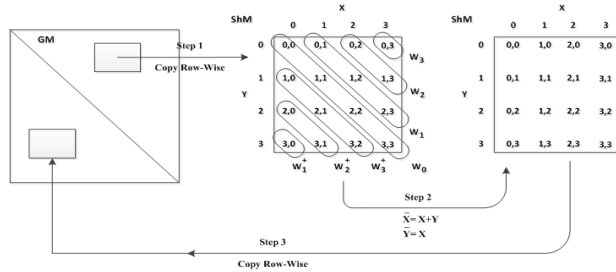 GM
Step 1
Copy Row-Wise
ShM
X
0 1 2 3
Y
0 0,0 0,1 0,2 0,3
1 1,0 1,1 1,2 1,3
2 2,0 2,1 2,2 2,3
3 3,0 3,1 3,2 3,3
W3
W2
W1
W0
W1+ W2+ W3+
ShM
X
0 1 2 3
Y
0 0,0 1,0 2,0 3,0
1 0,1 1,1 2,1 3,1
2 0,2 1,2 2,2 3,2
3 0,3 1,3 2,3 3,3
Step 2
X̅= X+Y
Y̅= X
Step 3
Copy Row-Wise